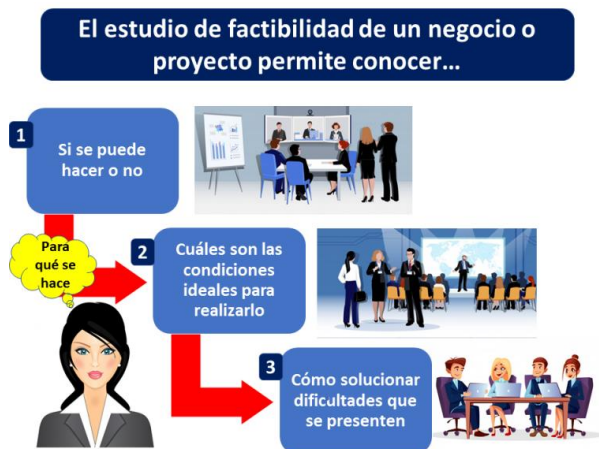 El estudio de factibilidad de un negocio o
proyecto permite conocer...
1
Si se puede
hacer o no
Para
qué se
hace
2
Cuáles son las
condiciones
ideales para
realizarlo
3
Cómo solucionar
dificultades que
se presenten